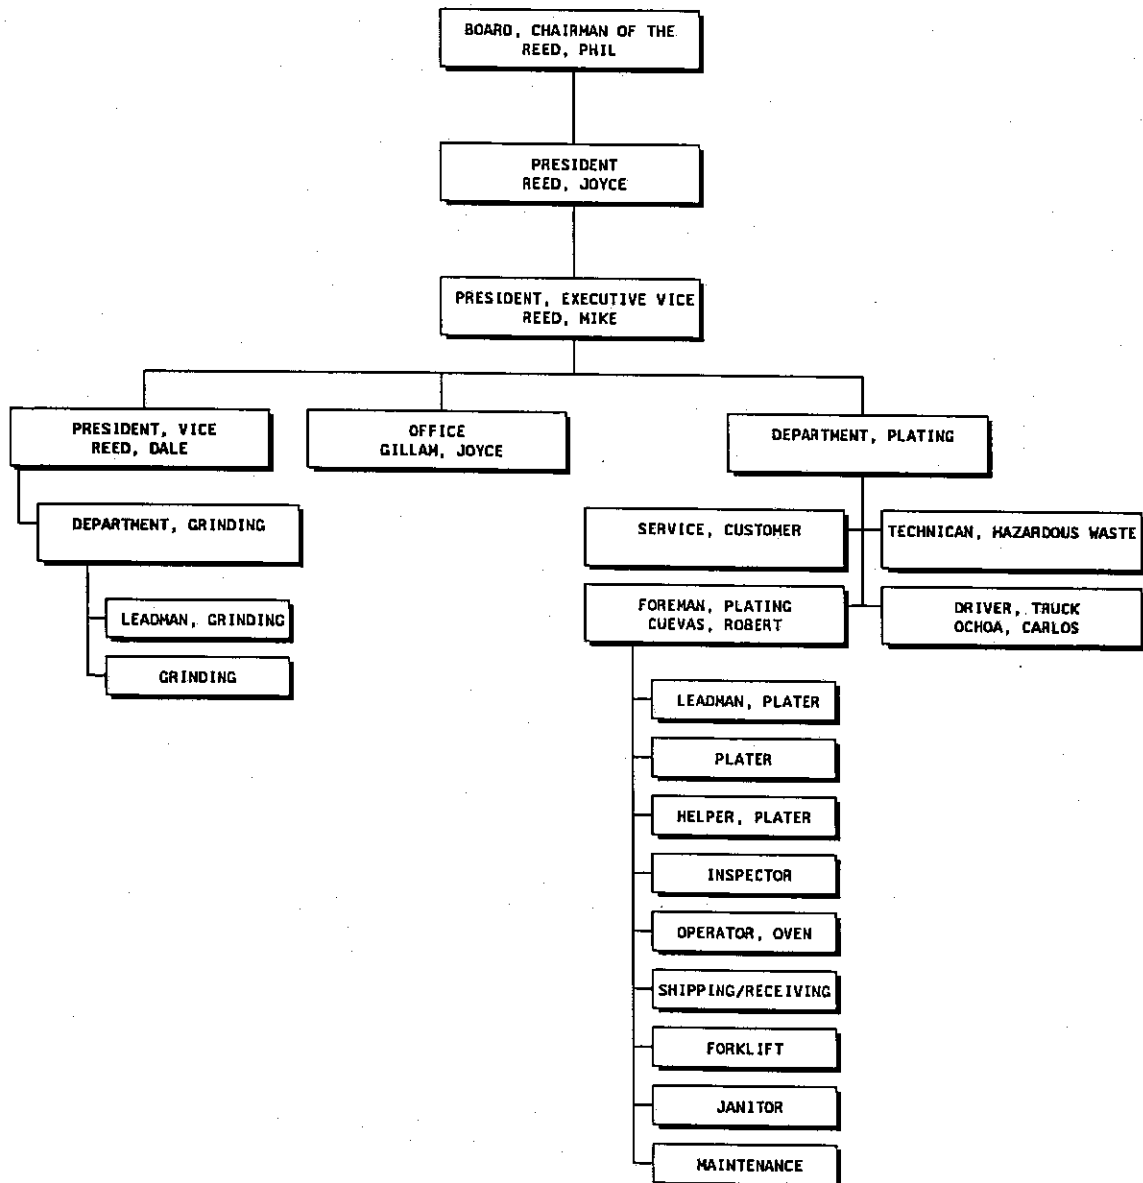 BOARD, CHAIRMAN OF THE
REED, PHIL
PRESIDENT
REED, JOYCE
PRESIDENT, EXECUTIVE VICE
REED, MIKE
PRESIDENT, VICE
REED, DALE
OFFICE
GILLAM, JOYCE
DEPARTMENT, PLATING
DEPARTMENT, GRINDING
SERVICE, CUSTOMER
TECHNICAN, HAZARDOUS WASTE
FOREMAN, PLATING
CUEVAS, ROBERT
DRIVER, TRUCK
OCHOA, CARLOS
LEADMAN, GRINDING
GRINDING
LEADMAN, PLATER
PLATER
HELPER, PLATER
INSPECTOR
OPERATOR, OVEN
SHIPPING/RECEIVING
FORKLIFT
JANITOR
MAINTENANCE